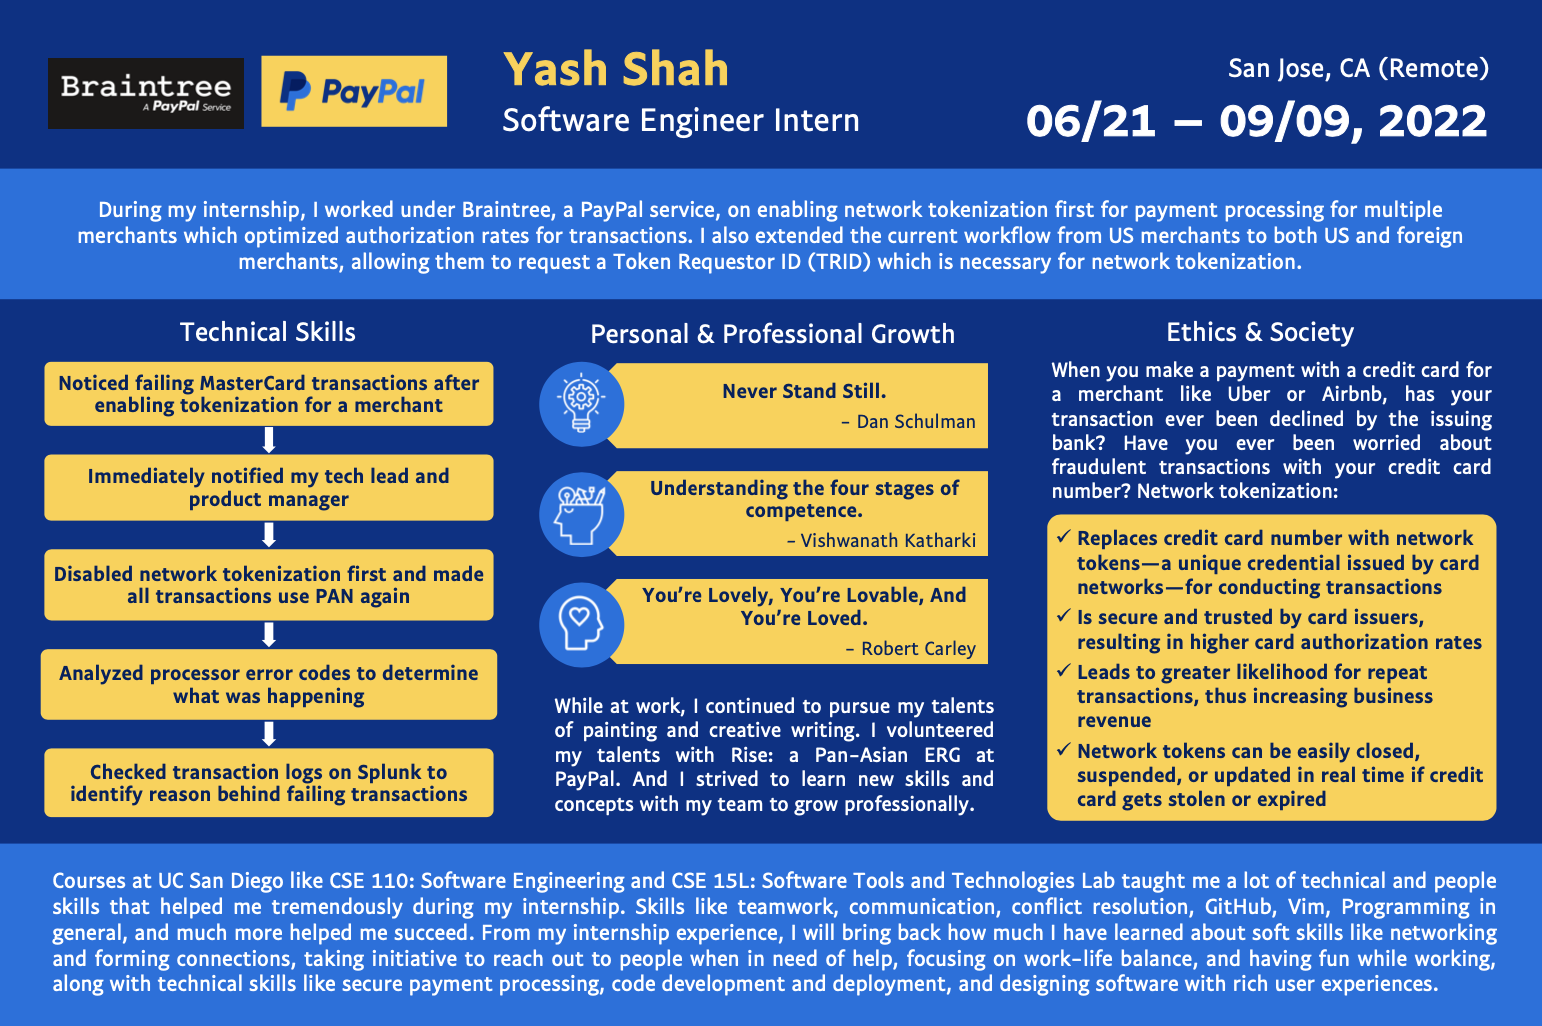 Braintree
A PayPal Service
PayPal
Yash Shah
Software Engineer Intern
San Jose, CA (Remote)
06/21 – 09/09, 2022
During my internship, I worked under Braintree, a PayPal service, on enabling network tokenization first for payment processing for multiple
merchants which optimized authorization rates for transactions. I also extended the current workflow from US merchants to both US and foreign
merchants, allowing them to request a Token Requestor ID (TRID) which is necessary for network tokenization.
Technical Skills
Noticed failing MasterCard transactions after
enabling tokenization for a merchant
Immediately notified my tech lead and
product manager
Disabled network tokenization first and made
all transactions use PAN again
Analyzed processor error codes to determine
what was happening
Checked transaction logs on Splunk to
identify reason behind failing transactions
Personal & Professional Growth
Never Stand Still.
– Dan Schulman
Understanding the four stages of
competence.
– Vishwanath Katharki
You’re Lovely, You’re Lovable, And
You’re Loved.
– Robert Carley
While at work, I continued to pursue my talents
of painting and creative writing. I volunteered
my talents with Rise: a Pan-Asian ERG at
PayPal. And I strived to learn new skills and
concepts with my team to grow professionally.
Ethics & Society
When you make a payment with a credit card for
a merchant like Uber or Airbnb, has your
transaction ever been declined by the issuing
bank? Have you ever been worried about
fraudulent transactions with your credit card
number? Network tokenization:
✓ Replaces credit card number with network
tokens—a unique credential issued by card
networks—for conducting transactions
✓ Is secure and trusted by card issuers,
resulting in higher card authorization rates
✓ Leads to greater likelihood for repeat
transactions, thus increasing business
revenue
✓ Network tokens can be easily closed,
suspended, or updated in real time if credit
card gets stolen or expired
Courses at UC San Diego like CSE 110: Software Engineering and CSE 15L: Software Tools and Technologies Lab taught me a lot of technical and people
skills that helped me tremendously during my internship. Skills like teamwork, communication, conflict resolution, GitHub, Vim, Programming in
general, and much more helped me succeed. From my internship experience, I will bring back how much I have learned about soft skills like networking
and forming connections, taking initiative to reach out to people when in need of help, focusing on work-life balance, and having fun while working,
along with technical skills like secure payment processing, code development and deployment, and designing software with rich user experiences.